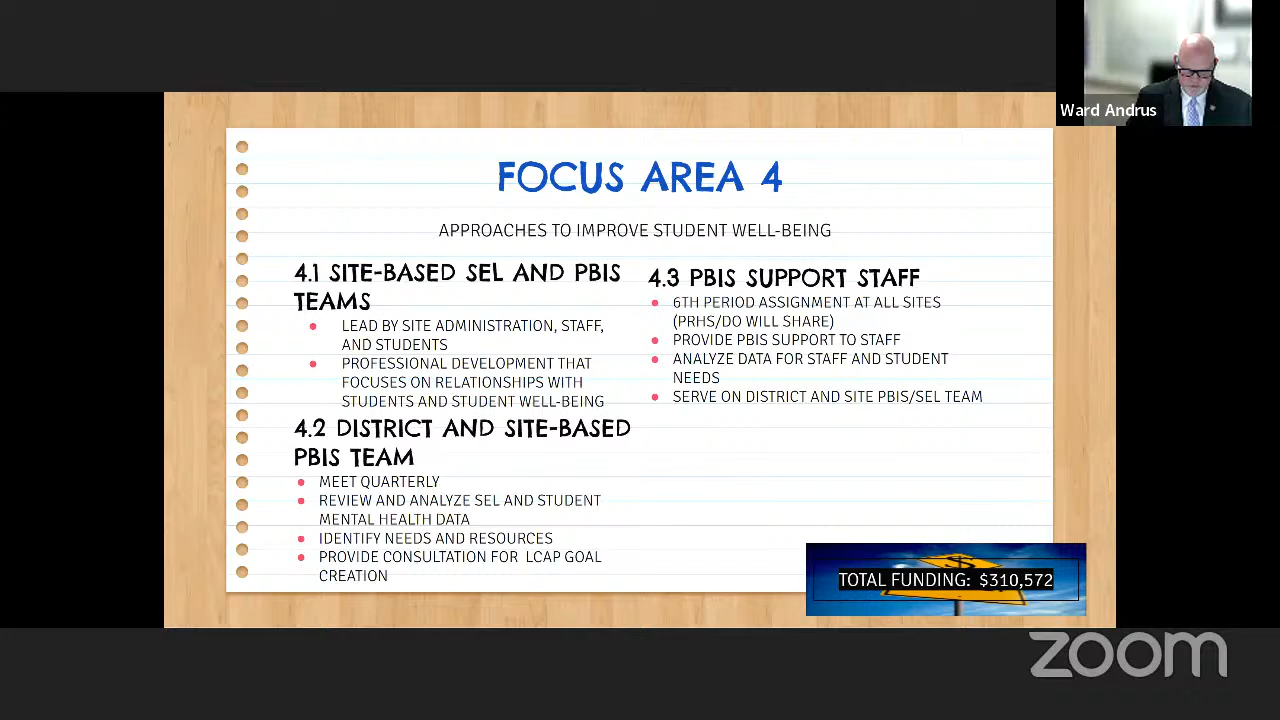 Ward Andrus
FOCUS AREA 4
APPROACHES TO IMPROVE STUDENT WELL-BEING
4.1 SITE-BASED SEL AND PBIS
TEAMS
LEAD BY SITE ADMINISTRATION, STAFF,
AND STUDENTS
PROFESSIONAL DEVELOPMENT THAT
FOCUSES ON RELATIONSHIPS WITH
STUDENTS AND STUDENT WELL-BEING
4.2 DISTRICT AND SITE-BASED
PBIS TEAM
MEET QUARTERLY
REVIEW AND ANALYZE SEL AND STUDENT
MENTAL HEALTH DATA
IDENTIFY NEEDS AND RESOURCES
PROVIDE CONSULTATION FOR LCAP GOAL
CREATION
4.3 PBIS SUPPORT STAFF
6TH PERIOD ASSIGNMENT AT ALL SITES
(PRHS/DO WILL SHARE)
PROVIDE PBIS SUPPORT TO STAFF
ANALYZE DATA FOR STAFF AND STUDENT
NEEDS
SERVE ON DISTRICT AND SITE PBIS/SEL TEAM
$
TOTAL FUNDING: $310,572
zoom